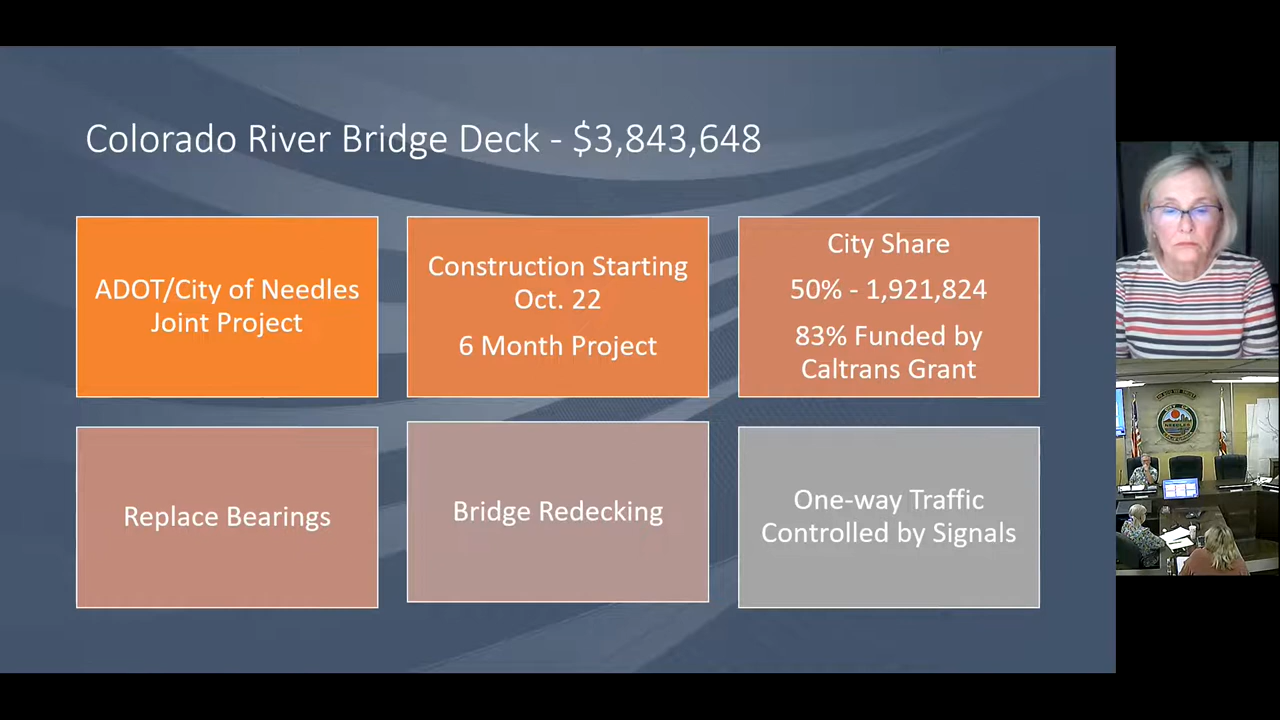 Colorado River Bridge Deck - $3,843,648
ADOT/City of Needles
Joint Project
Construction Starting
Oct. 22
6 Month Project
City Share
50% - 1,921,824
83% Funded by
Caltrans Grant
Replace Bearings
Bridge Redecking
One-way Traffic
Controlled by Signals
NEEDLES